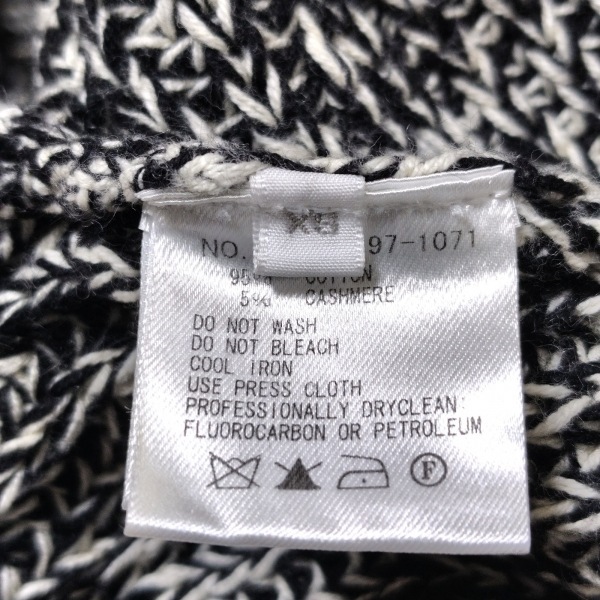 XS
NO. 97-1071
95% COTTON
5% CASHMERE
DO NOT WASH
DO NOT BLEACH
COOL IRON
USE PRESS CLOTH
PROFESSIONALLY DRYCLEAN:
FLUOROCARBON OR PETROLEUM
F